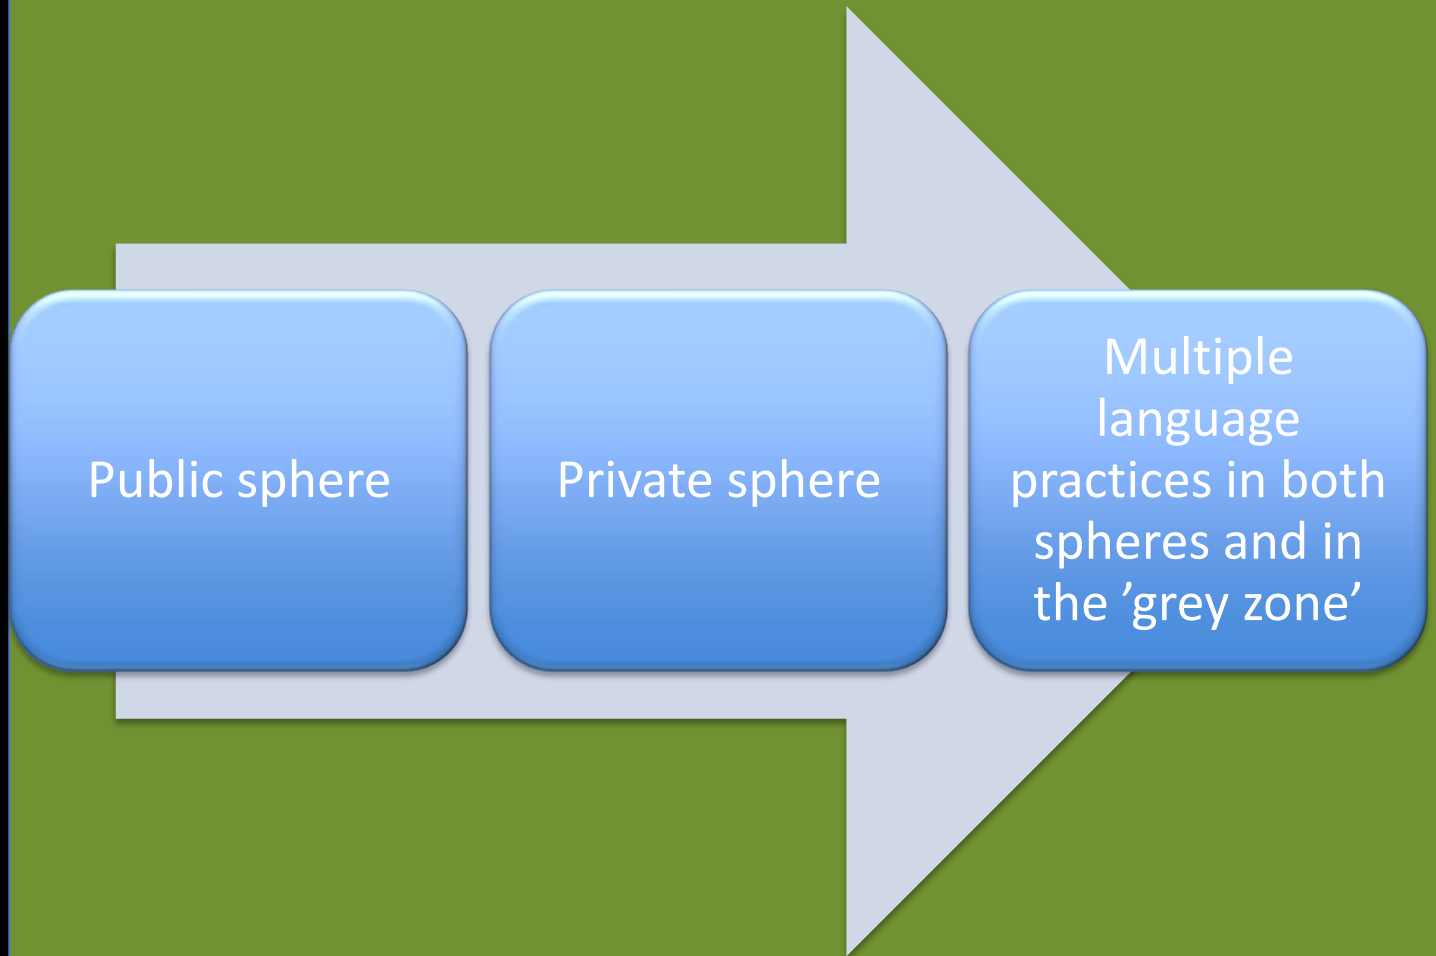 Public sphere
Private sphere
Multiple
language
practices in both
spheres and in
the ’grey zone’